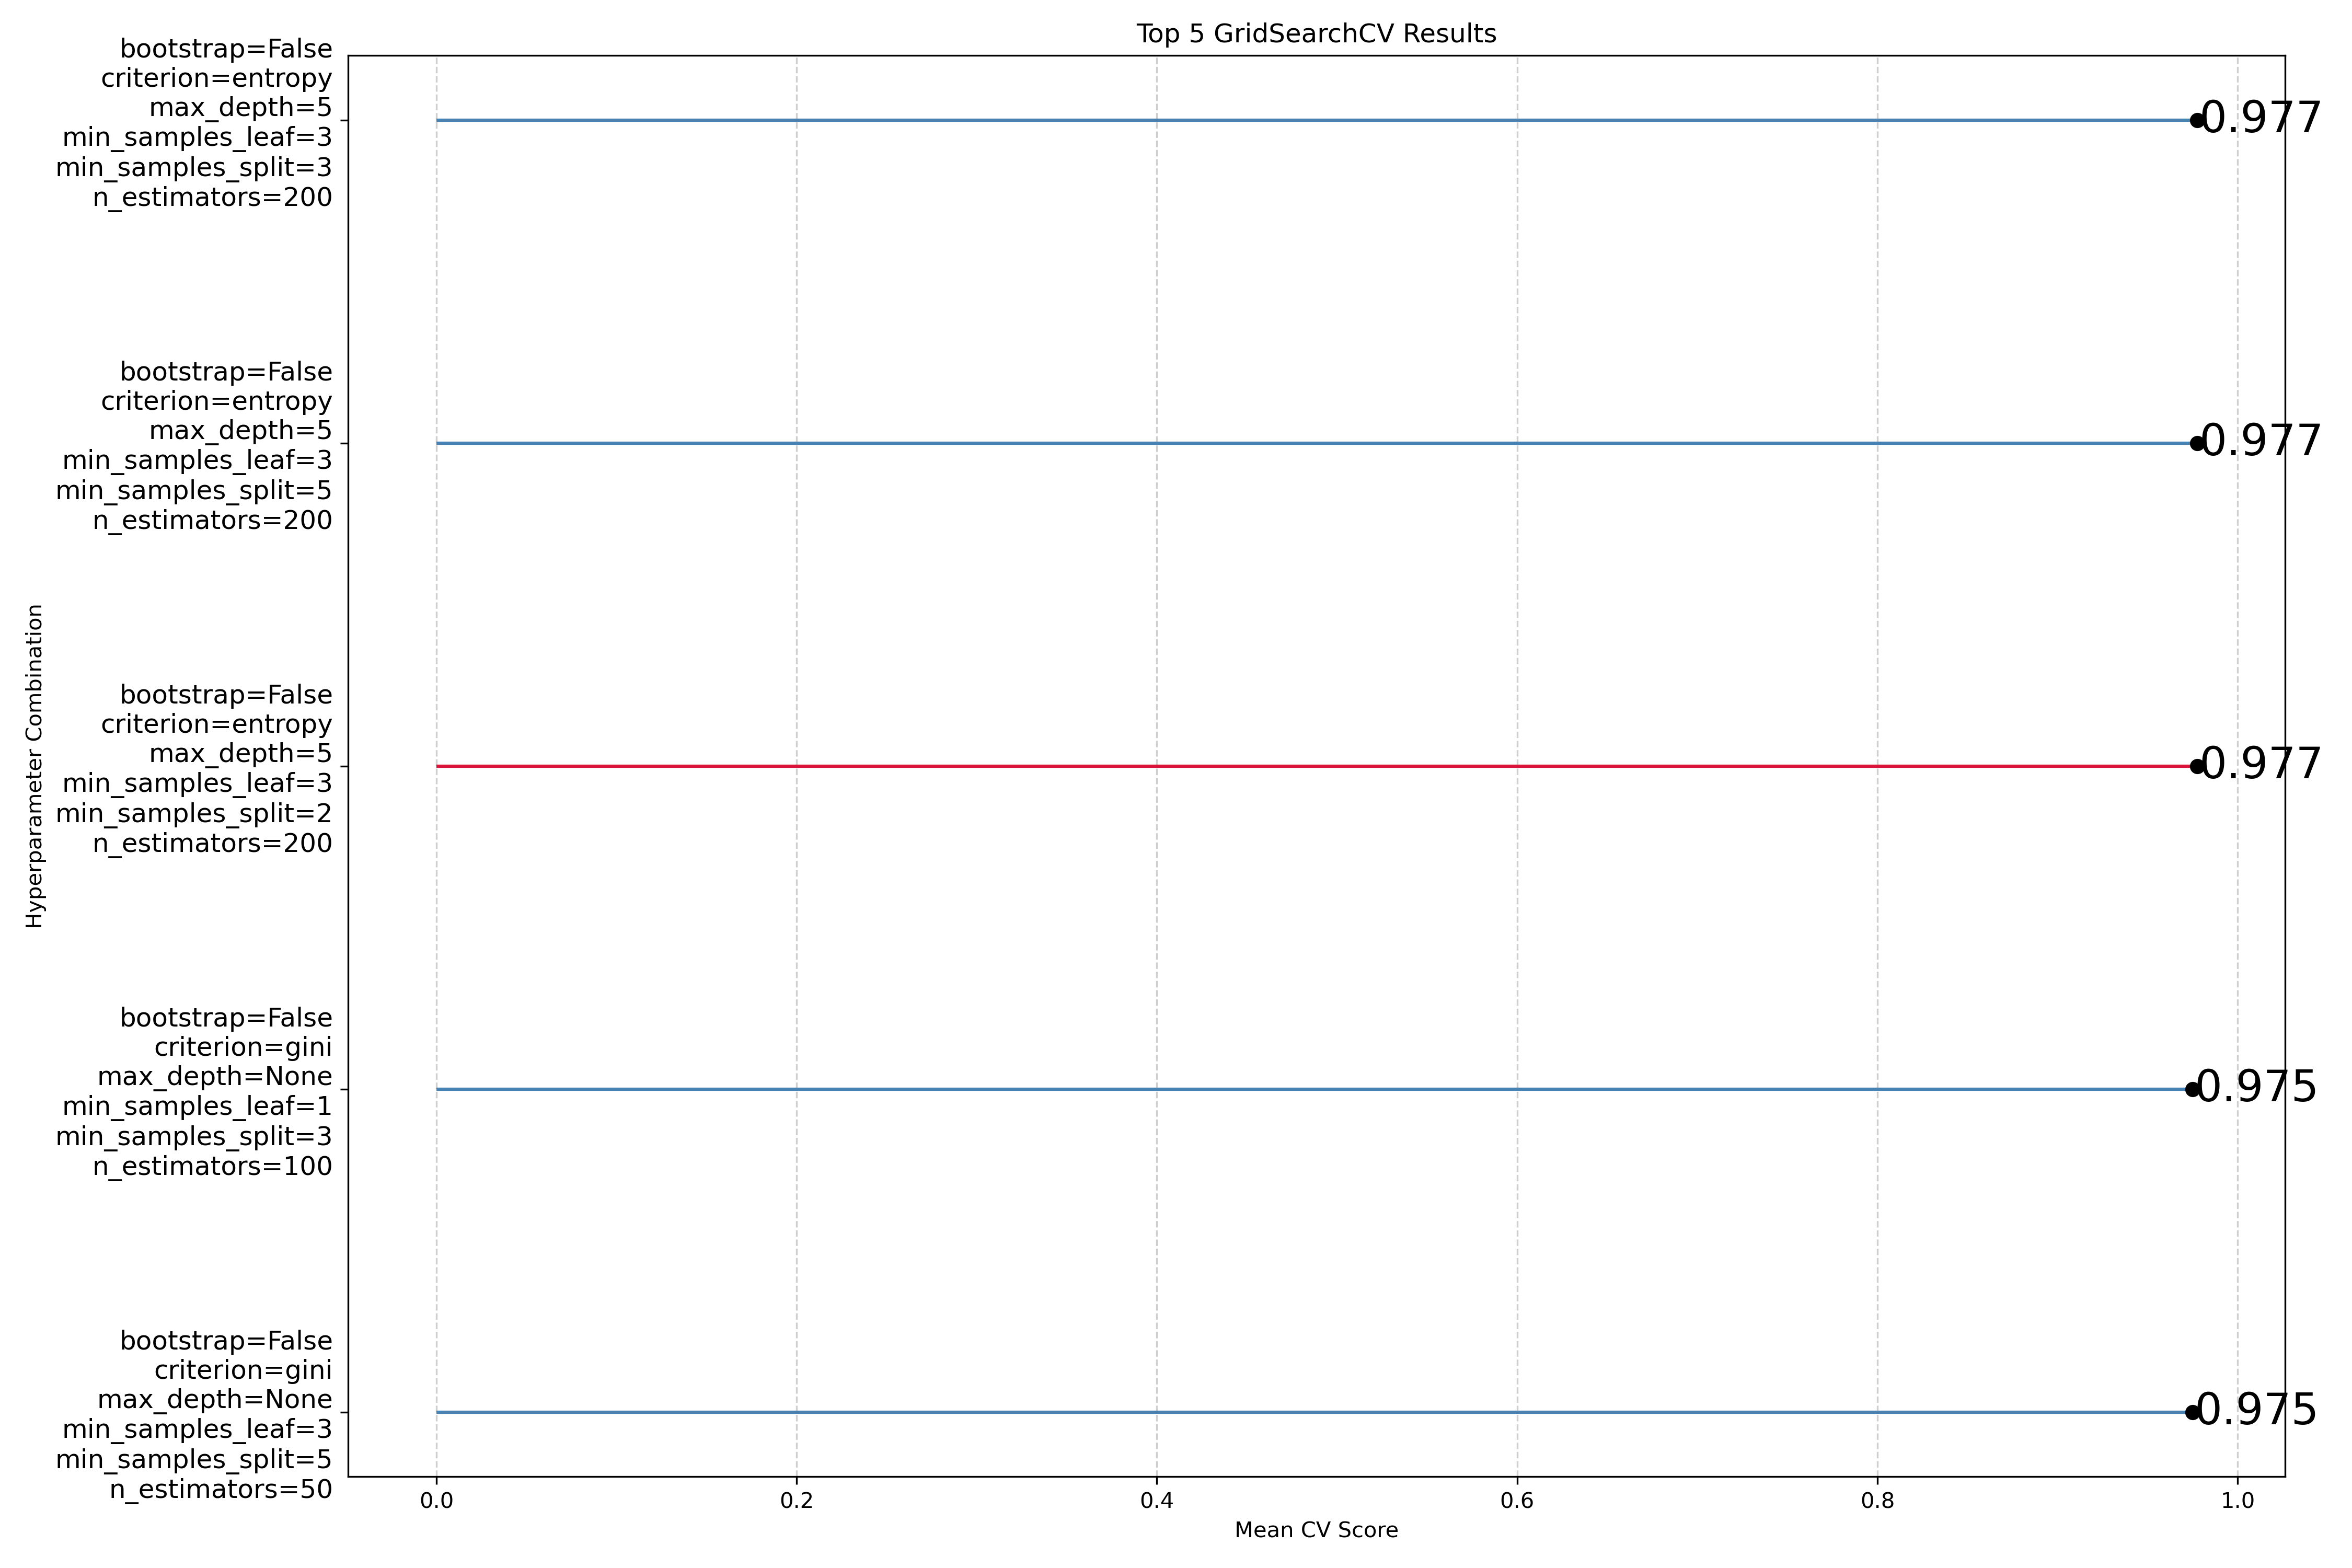 Top 5 GridSearchCV Results
bootstrap=False
criterion=entropy
max_depth=5
min_samples_leaf=3
min_samples_split=3
n_estimators=200
0.977
bootstrap=False
criterion=entropy
max_depth=5
min_samples_leaf=3
min_samples_split=5
n_estimators=200
0.977
Hyperparameter Combination
bootstrap=False
criterion=entropy
max_depth=5
min_samples_leaf=3
min_samples_split=2
n_estimators=200
0.977
bootstrap=False
criterion=gini
max_depth=None
min_samples_leaf=1
min_samples_split=3
n_estimators=100
0.975
bootstrap=False
criterion=gini
max_depth=None
min_samples_leaf=3
min_samples_split=5
n_estimators=50
0.975
0.0 0.2 0.4 0.6 0.8 1.0
Mean CV Score